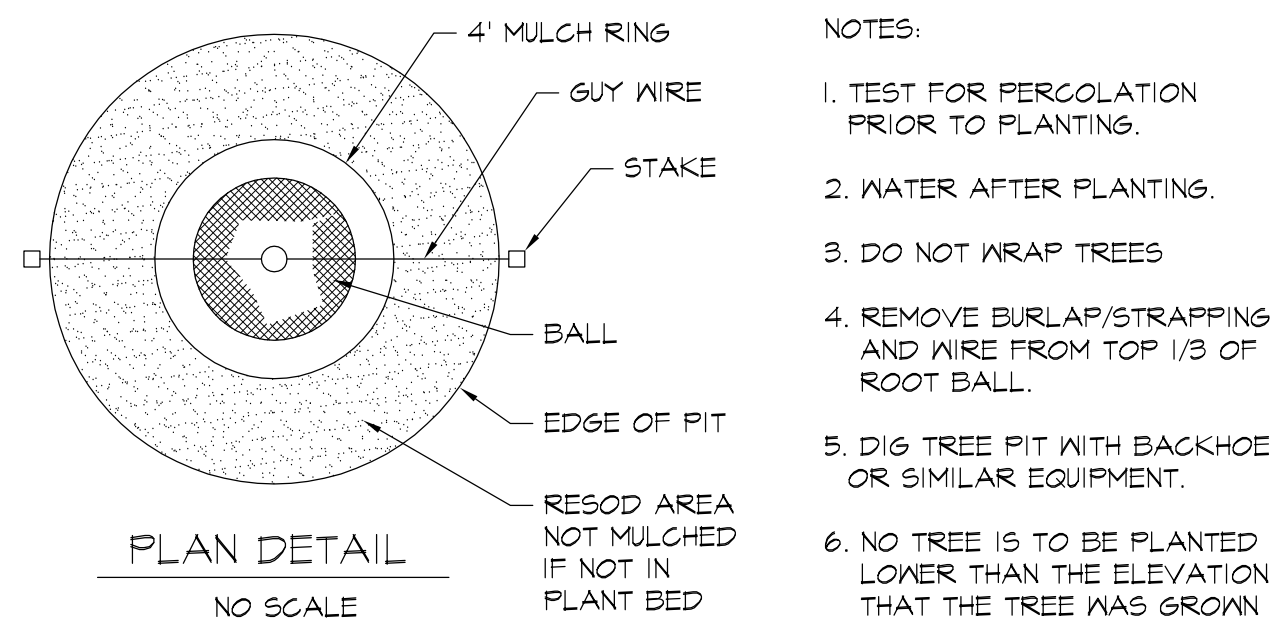 4' MULCH RING
GUY WIRE
STAKE
BALL
EDGE OF PIT
RESOD AREA
NOT MULCHED
IF NOT IN
PLANT BED
PLAN DETAIL
NO SCALE
NOTES:
1. TEST FOR PERCOLATION
PRIOR TO PLANTING.
2. WATER AFTER PLANTING.
3. DO NOT WRAP TREES
4. REMOVE BURLAP/STRAPPING
AND WIRE FROM TOP 1/3 OF
ROOT BALL.
5. DIG TREE PIT WITH BACKHOE
OR SIMILAR EQUIPMENT.
6. NO TREE IS TO BE PLANTED
LOWER THAN THE ELEVATION
THAT THE TREE WAS GROWN